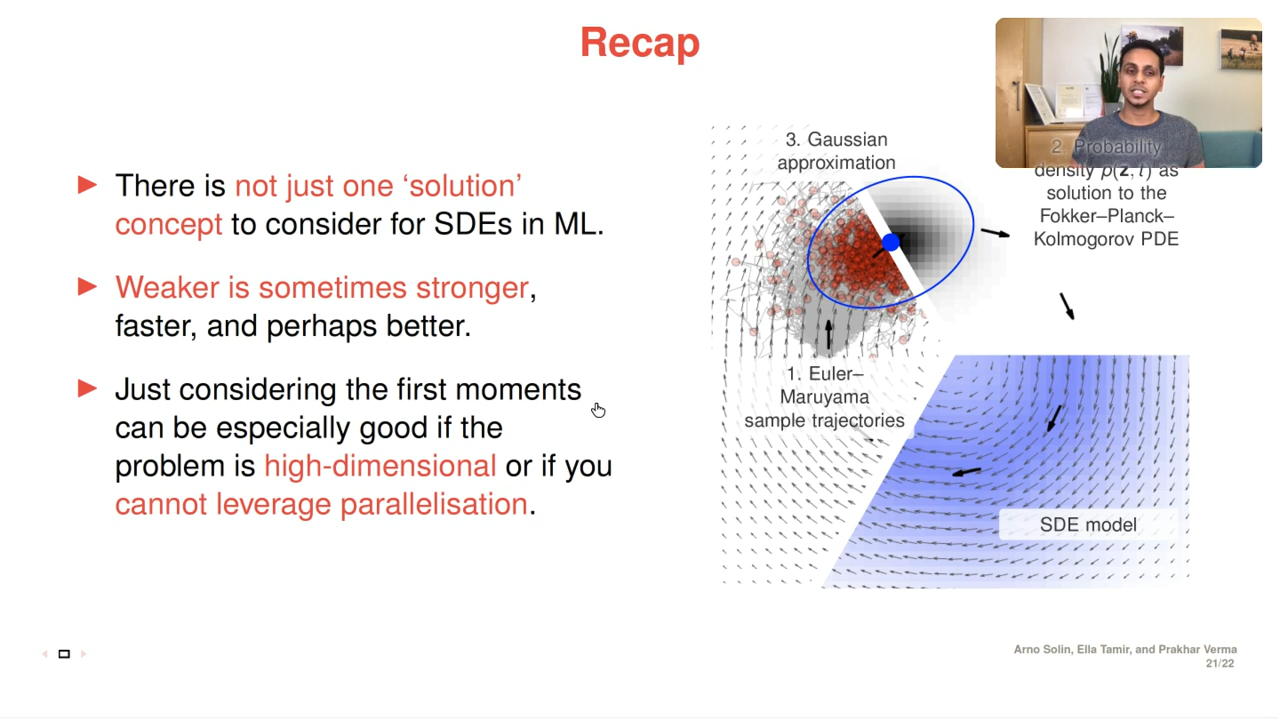 Recap
There is not just one ‘solution’
concept to consider for SDEs in ML.
Weaker is sometimes stronger,
faster, and perhaps better.
Just considering the first moments
can be especially good if the
problem is high-dimensional or if you
cannot leverage parallelisation.
3. Gaussian
approximation
2. Probability
density p(z, t) as
solution to the
Fokker–Planck–
Kolmogorov PDE
1. Euler–
Maruyama
sample trajectories
SDE model
Arno Solin, Ella Tamir, and Prakhar Verma
21/22